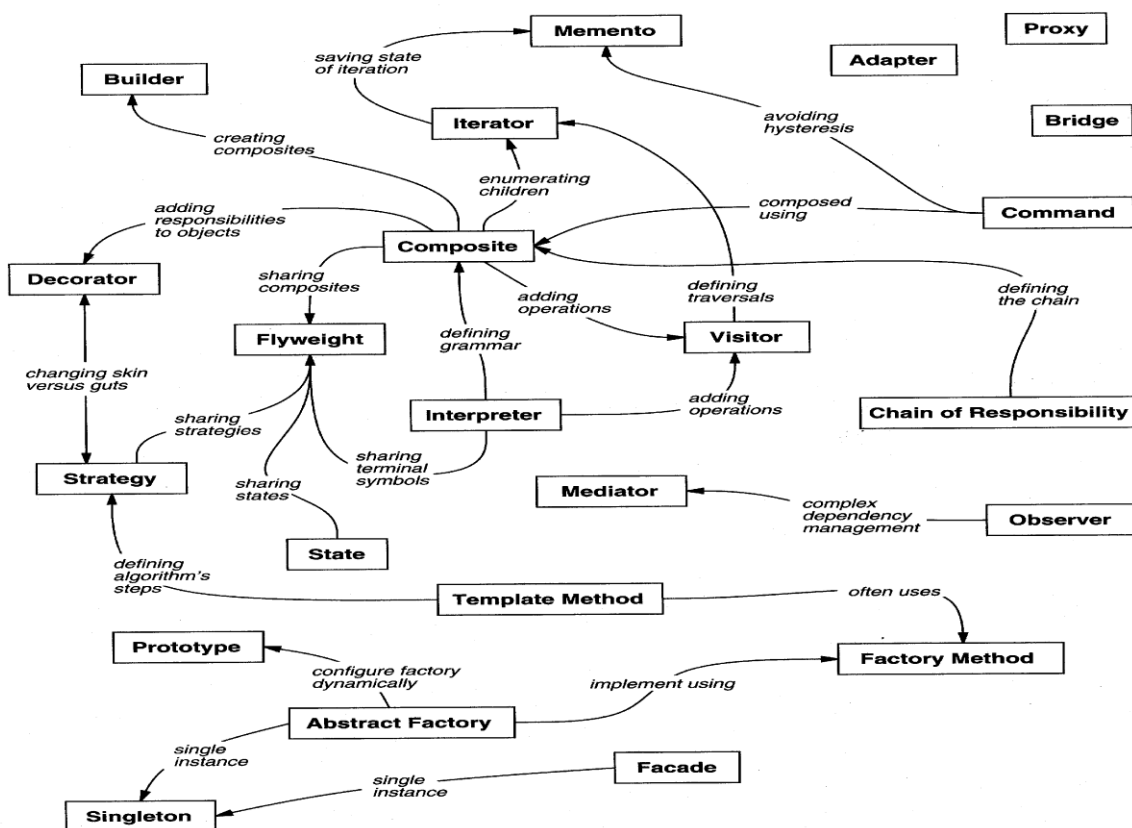 Memento
Proxy
Adapter
saving state
of iteration
Builder
avoiding
hysteresis
Bridge
Iterator
creating
composites
enumerating
children
adding
responsibilities
to objects
composed
using
Command
Composite
Decorator
sharing
composites
adding
operations
defining
traversals
defining
the chain
Flyweight
defining
grammar
Visitor
changing skin
versus guts
adding
operations
Interpreter
Chain of Responsibility
sharing
strategies
sharing
terminal
symbols
Strategy
sharing
states
Mediator
complex
dependency
management
Observer
State
defining
algorithm's
steps
Template Method
often uses
Prototype
Factory Method
configure factory
dynamically
implement using
Abstract Factory
single
instance
Facade
single
instance
Singleton